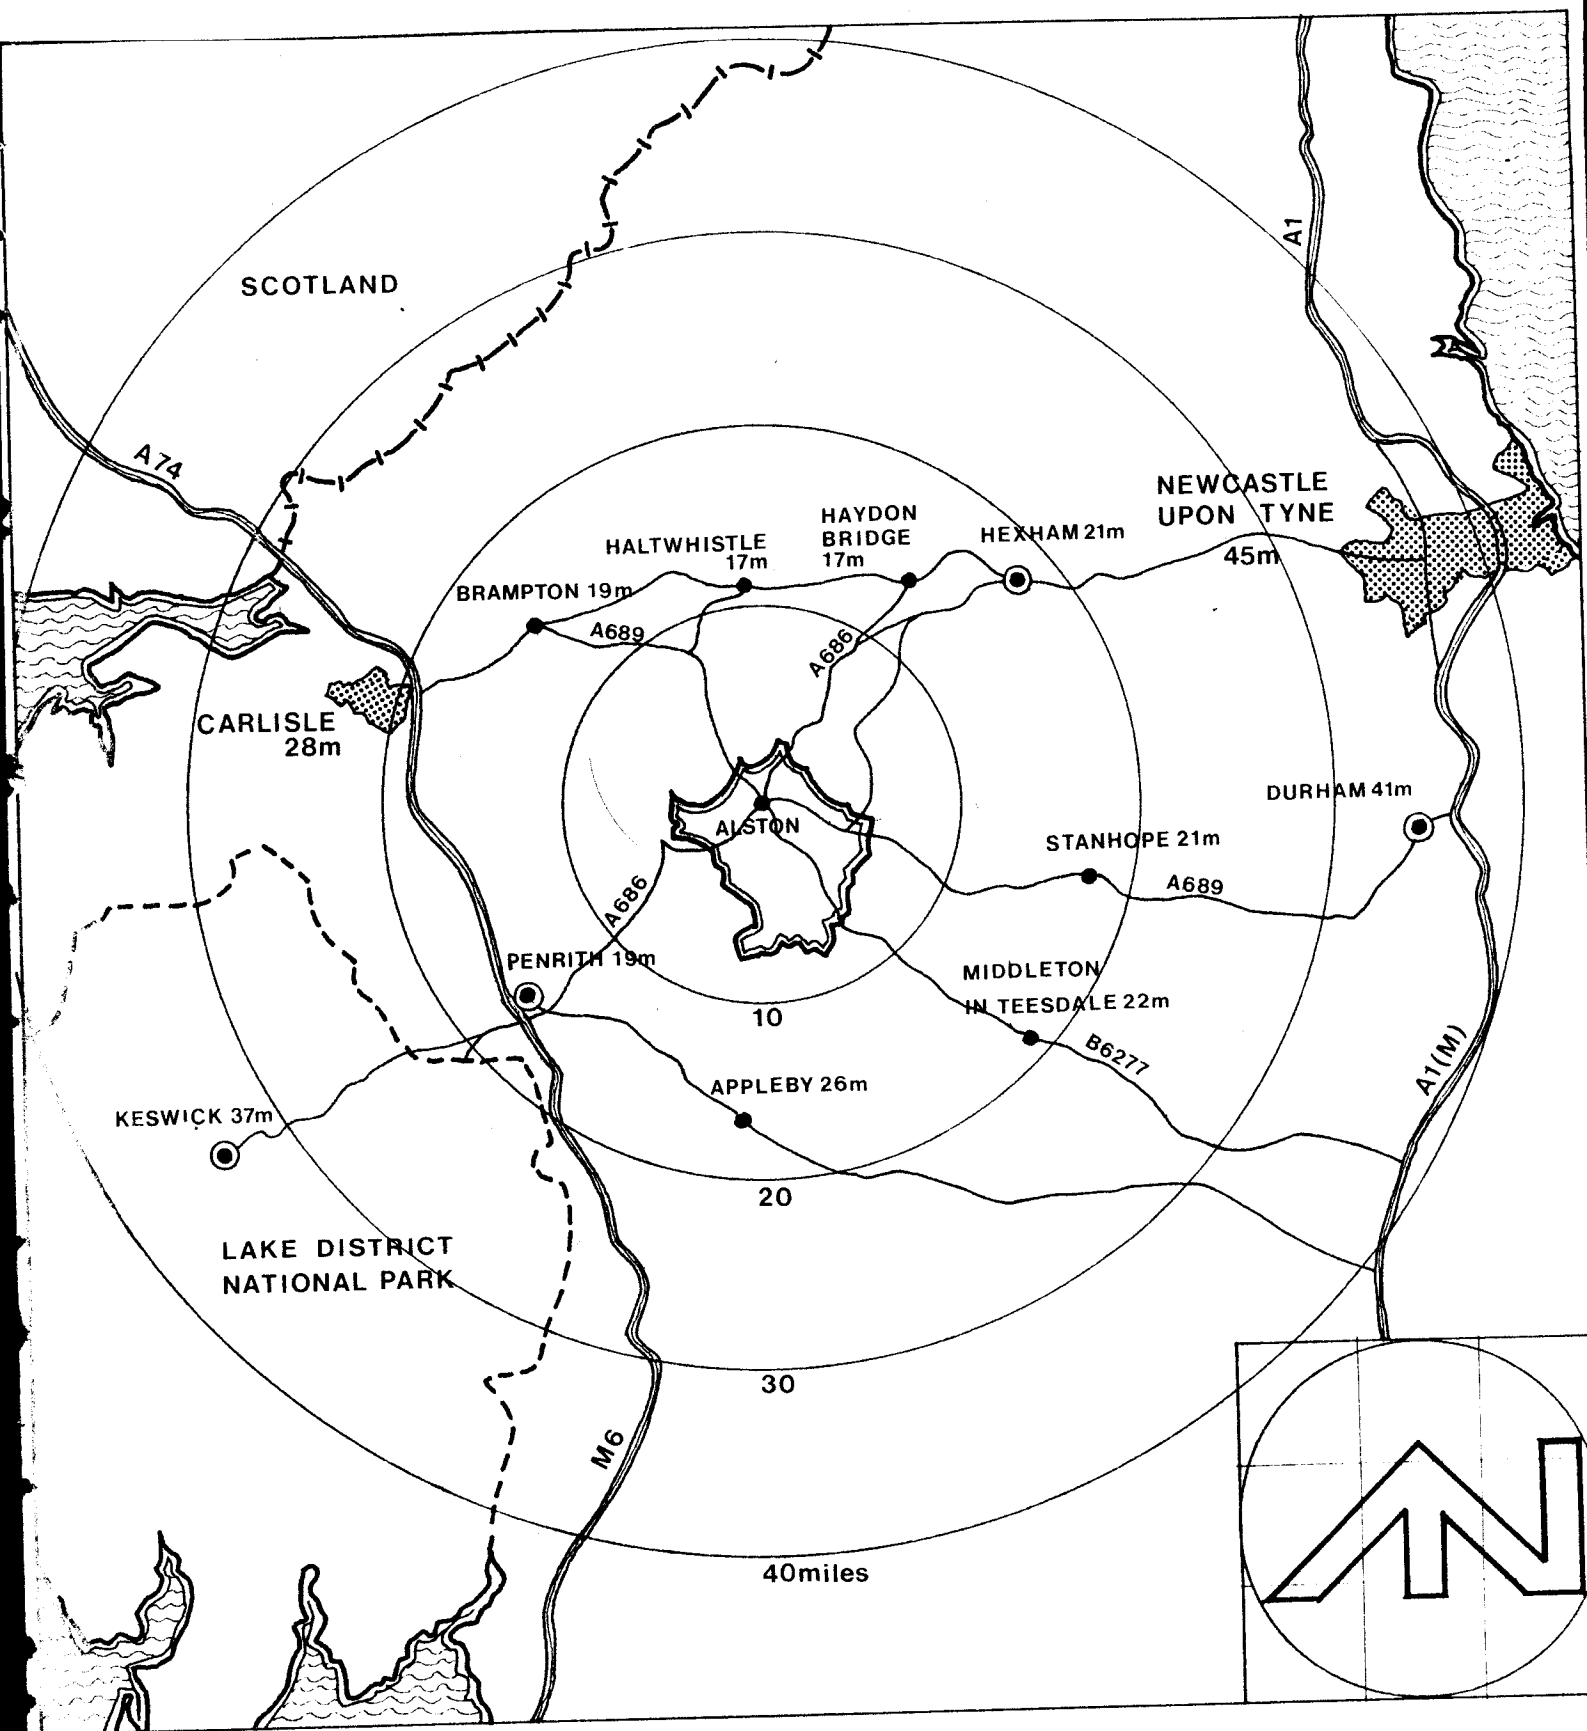 A1
SCOTLAND
A74
NEWCASTLE
UPON TYNE
45m
HAYDON
BRIDGE
17m
HEXHAM 21m
HALTWHISTLE
17m
BRAMPTON 19m
A689
A686
CARLISLE
28m
DURHAM 41m
ALSTON
STANHOPE 21m
A689
A686
PENRITH 19m
MIDDLETON
IN TEESDALE 22m
10
B6277
A1(M)
APPLEBY 26m
KESWICK 37m
20
LAKE DISTRICT
NATIONAL PARK
30
M6
40miles
N